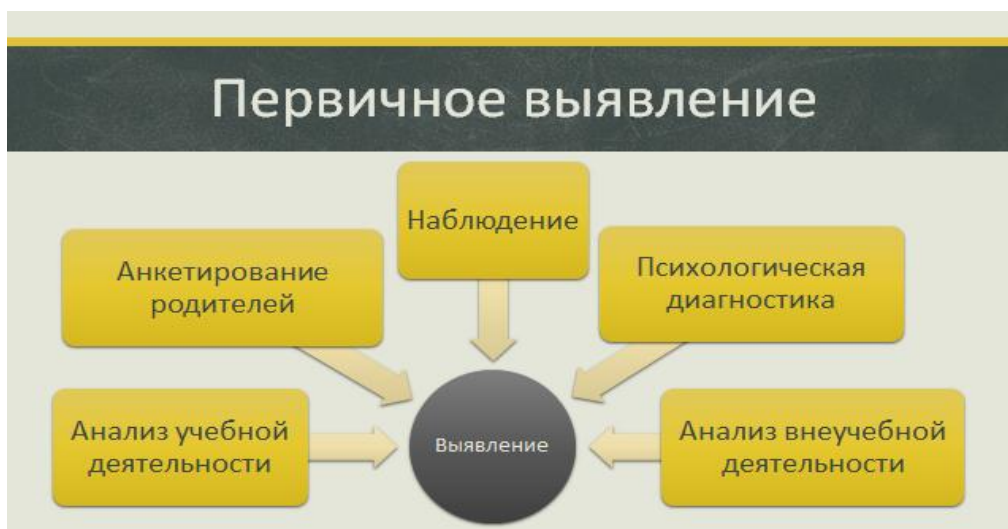 Первичное выявление
Наблюдение
Анкетирование
родителей
Психологическая
диагностика
Анализ учебной
деятельности
Выявление
Анализ внеучебной
деятельности